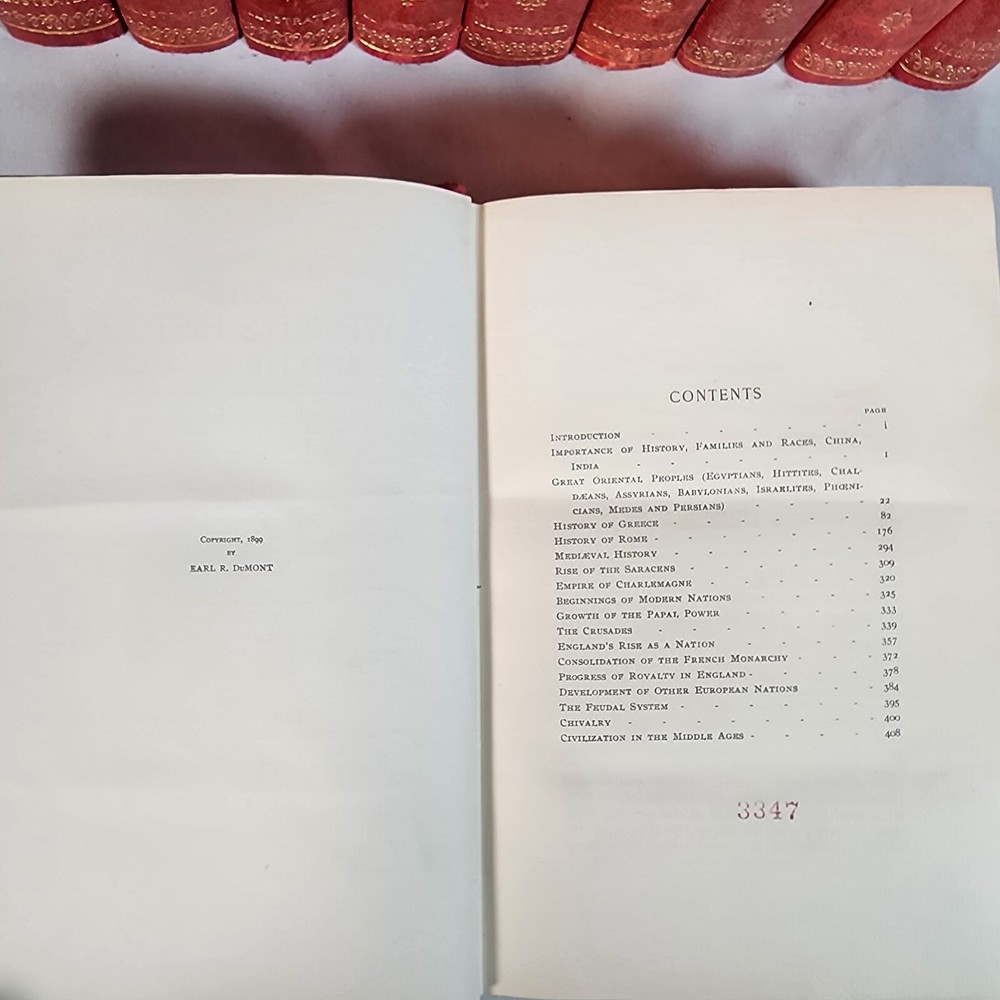 ILLUSTRATED
COPYRIGHT, 1899
BY
EARL R. DuMONT
CONTENTS
PAGE
INTRODUCTION - - - - - - - i
IMPORTANCE OF HISTORY, FAMILIES AND RACES, CHINA,
INDIA - - - - - - - 1
GREAT ORIENTAL PEOPLES (EGYPTIANS, HITTITES, CHAL-
DÆANS, ASSYRIANS, BABYLONIANS, ISRAELITES, PHŒNI-
CIANS, MEDES AND PERSIANS) - - - - 22
HISTORY OF GREECE - - - - - - 82
HISTORY OF ROME - - - - - - - 176
MEDIÆVAL HISTORY - - - - - - 294
RISE OF THE SARACENS - - - - - - 309
EMPIRE OF CHARLEMAGNE - - - - - 320
BEGINNINGS OF MODERN NATIONS - - - - 325
GROWTH OF THE PAPAL POWER - - - - 333
THE CRUSADES - - - - - - - 339
ENGLAND'S RISE AS A NATION - - - - 357
CONSOLIDATION OF THE FRENCH MONARCHY - - - 372
PROGRESS OF ROYALTY IN ENGLAND - - - - 378
DEVELOPMENT OF OTHER EUROPEAN NATIONS - - 384
THE FEUDAL SYSTEM - - - - - - 395
CHIVALRY - - - - - - - - 400
CIVILIZATION IN THE MIDDLE AGES - - - - 408
3347